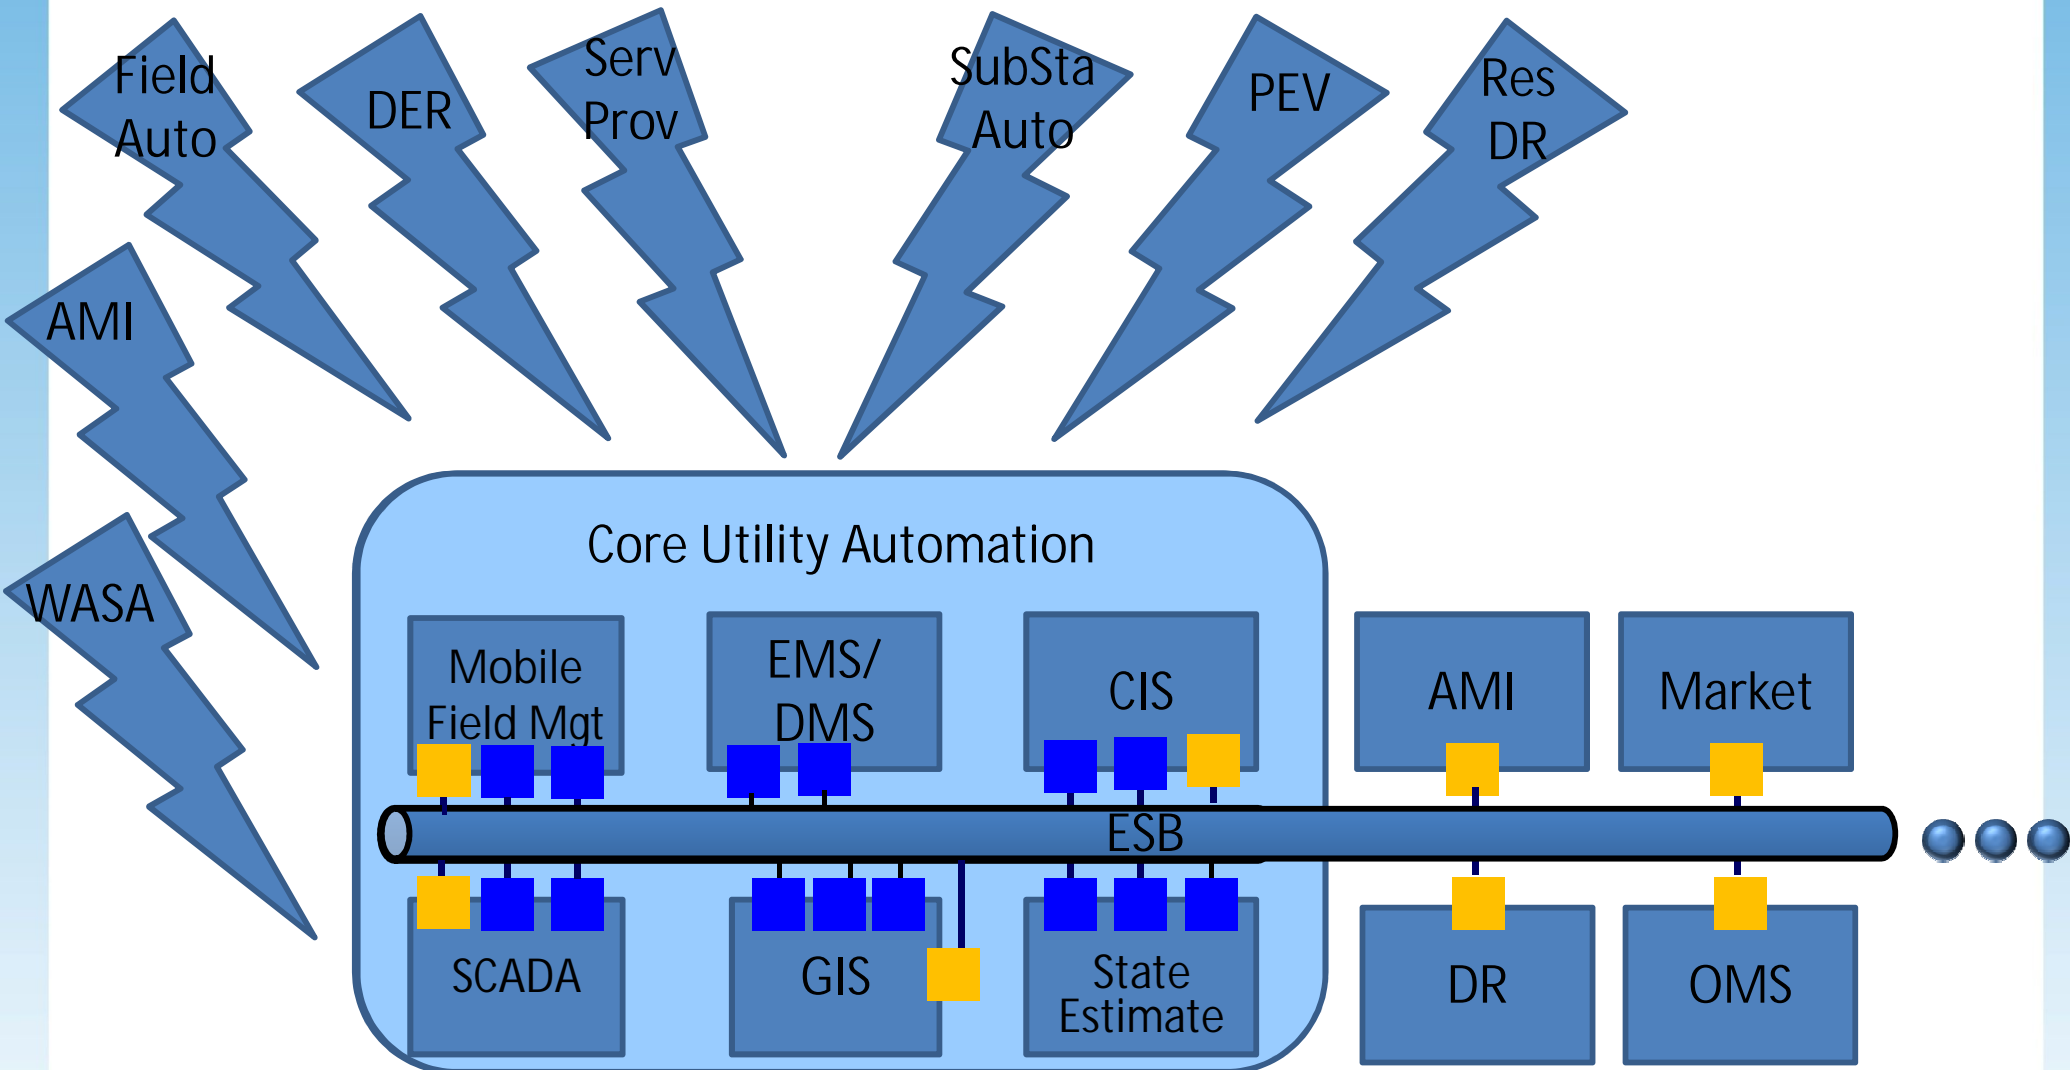 Field
Auto
DER
Serv
Prov
SubSta
Auto
PEV
Res
DR
AMI
WASA
Core Utility Automation
Mobile
Field Mgt
EMS/
DMS
CIS
AMI
Market
ESB
SCADA
GIS
State
Estimate
DR
OMS